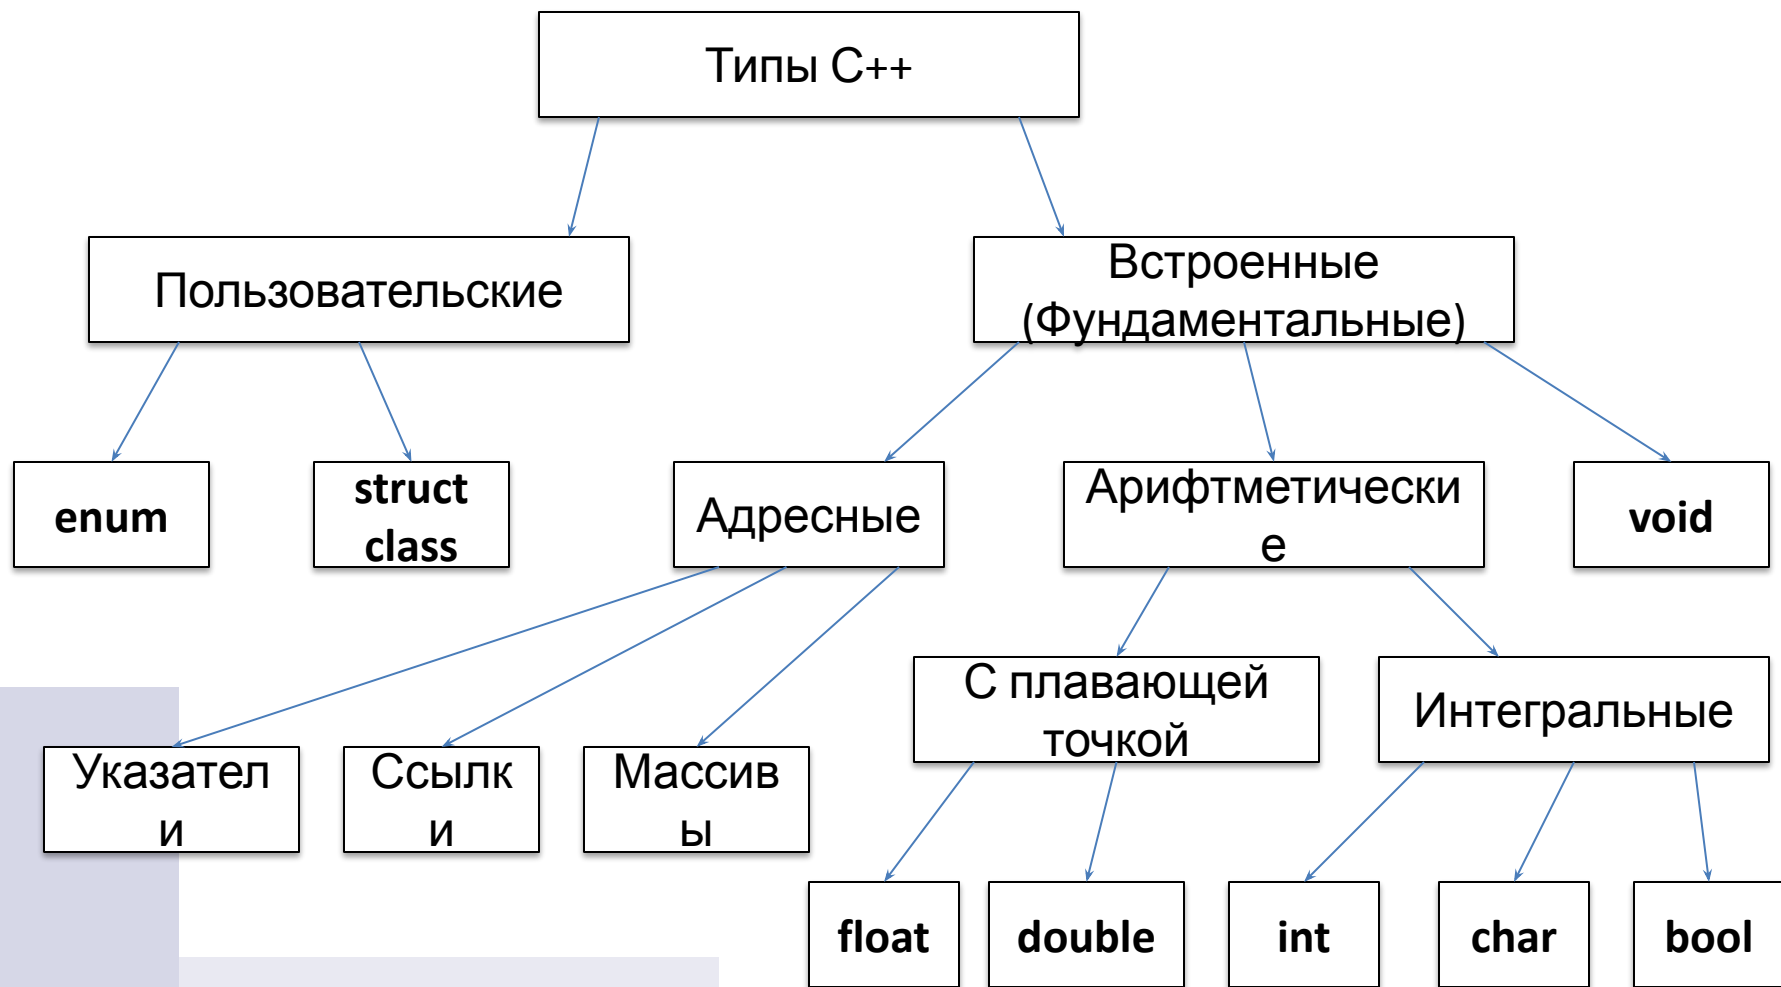 Типы C++
Пользовательские
Встроенные
(Фундаментальные)
enum
struct
class
Адресные
Арифтметически
е
void
С плавающей
точкой
Интегральные
Указател
и
Ссылк
и
Массив
ы
float
double
int
char
bool